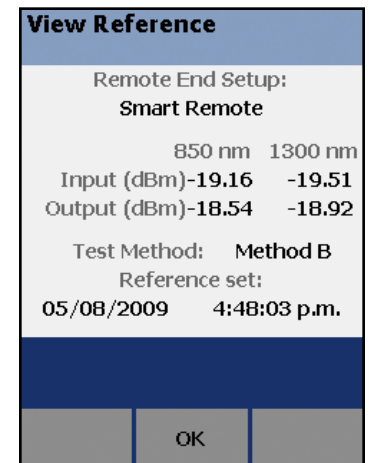 View Reference
Remote End Setup:
Smart Remote
850 nm 1300 nm
Input (dBm)-19.16 -19.51
Output (dBm)-18.54 -18.92
Test Method: Method B
Reference set:
05/08/2009 4:48:03 p.m.
OK